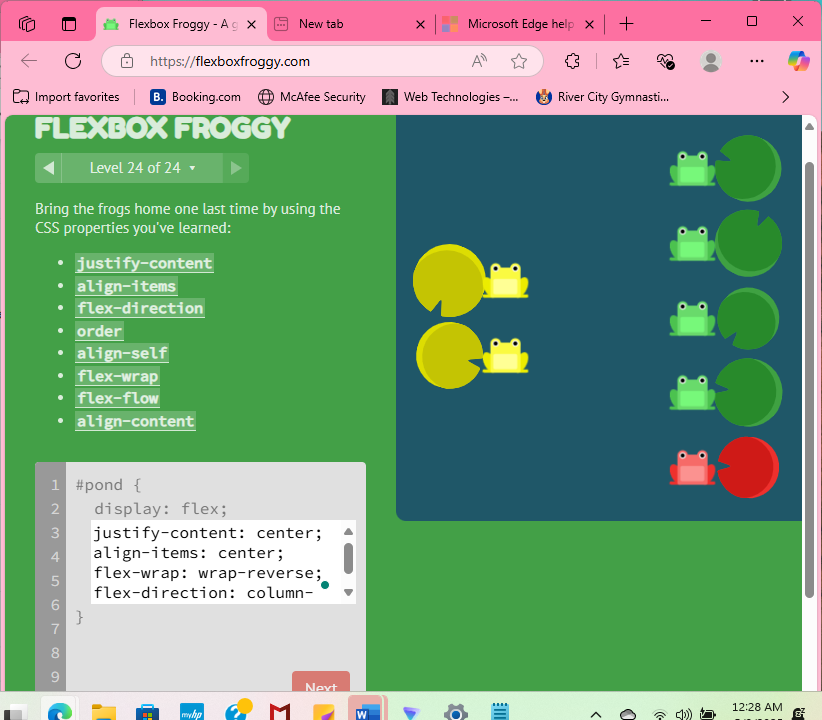 Flexbox Froggy - A g
New tab
Microsoft Edge help
https://flexboxfroggy.com
Import favorites
B. Booking.com
McAfee Security
Web Technologies –...
River City Gymnasti...
FLEXBOX FROGGY
Level 24 of 24
Bring the frogs home one last time by using the
CSS properties you've learned:
• justify-content
• align-items
• flex-direction
• order
• align-self
• flex-wrap
• flex-flow
• align-content
1 #pond {
2 display: flex;
3 justify-content: center;
4 align-items: center;
5 flex-wrap: wrap-reverse;
6 flex-direction: column-
7 }
8
9
Next
myhp
12:28 AM